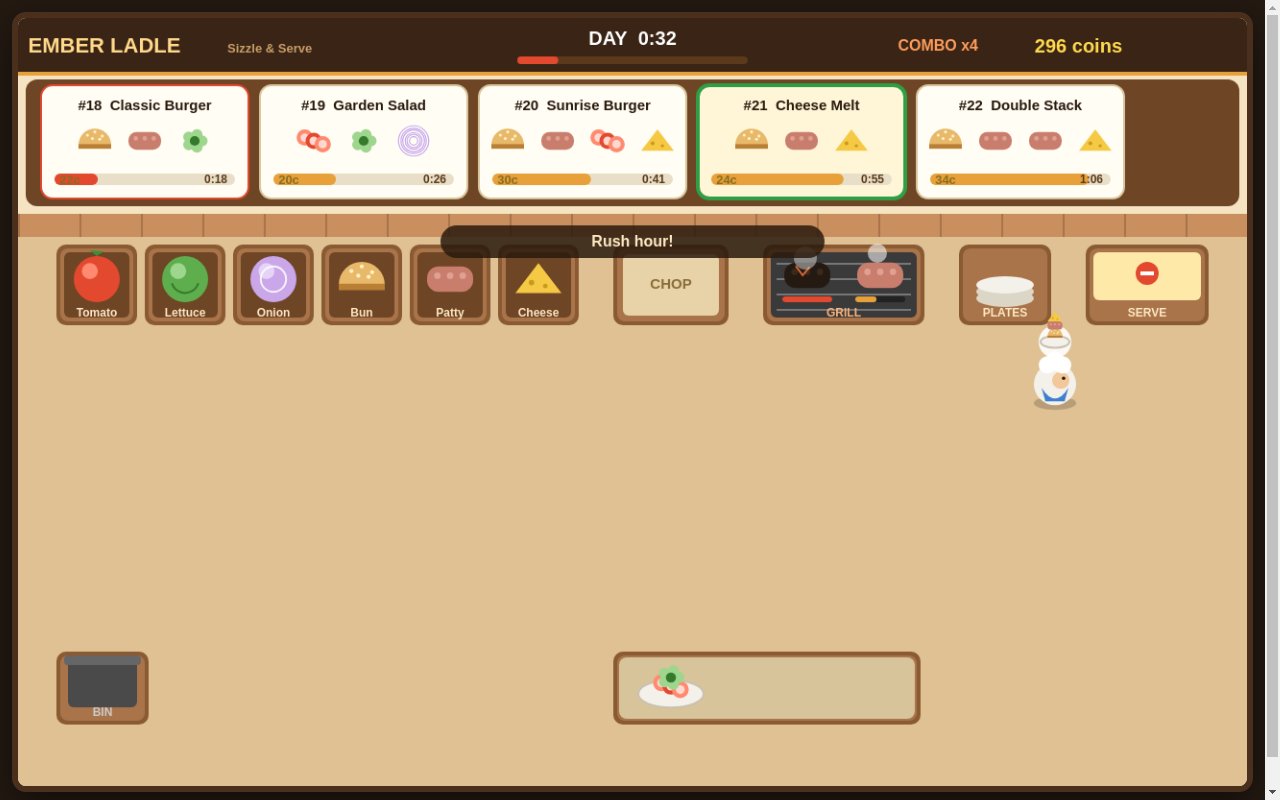 EMBER LADLE
Sizzle & Serve
DAY 0:32
COMBO x4
296 coins
#18 Classic Burger
22c
0:18
#19 Garden Salad
20c
0:26
#20 Sunrise Burger
30c
0:41
#21 Cheese Melt
24c
0:55
#22 Double Stack
34c
1:06
Rush hour!
Tomato
Lettuce
Onion
Bun
Patty
Cheese
CHOP
GRILL
PLATES
SERVE
BIN